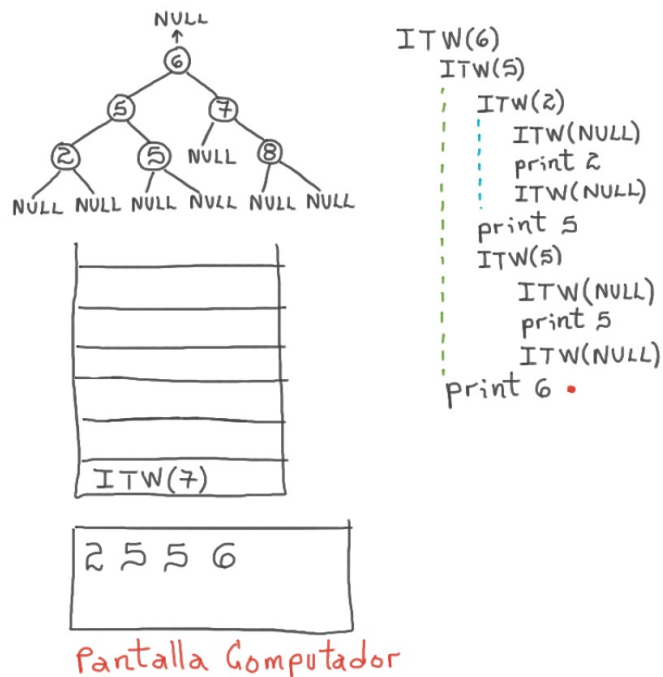 NULL
6
5 7
2 5 NULL 8
NULL NULL NULL NULL NULL NULL
ITW(6)
ITW(5)
ITW(2)
ITW(NULL)
print 2
ITW(NULL)
print 5
ITW(5)
ITW(NULL)
print 5
ITW(NULL)
print 6
ITW(7)
2 5 5 6
Pantalla Computador